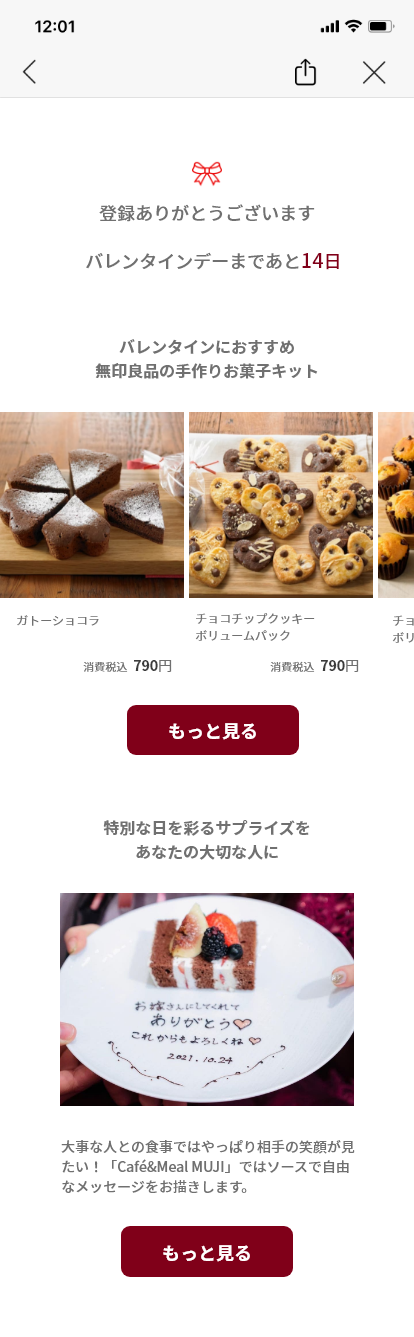 12:01
登録ありがとうございます
バレンタインデーまであと14日
バレンタインにおすすめ
無印良品の手作りお菓子キット
ガトーショコラ
消費税込 790円
チョコチップクッキー
ボリュームパック
消費税込 790円
チョ
ボリ
もっと見る
特別な日を彩るサプライズを
あなたの大切な人に
お嫁さんにしてくれて
ありがとう♡
これからもよろしくね♡
2021.10.24
大事な人との食事ではやっぱり相手の笑顔が見
たい！「Café&Meal MUJI」ではソースで自由
なメッセージをお描きします。
もっと見る